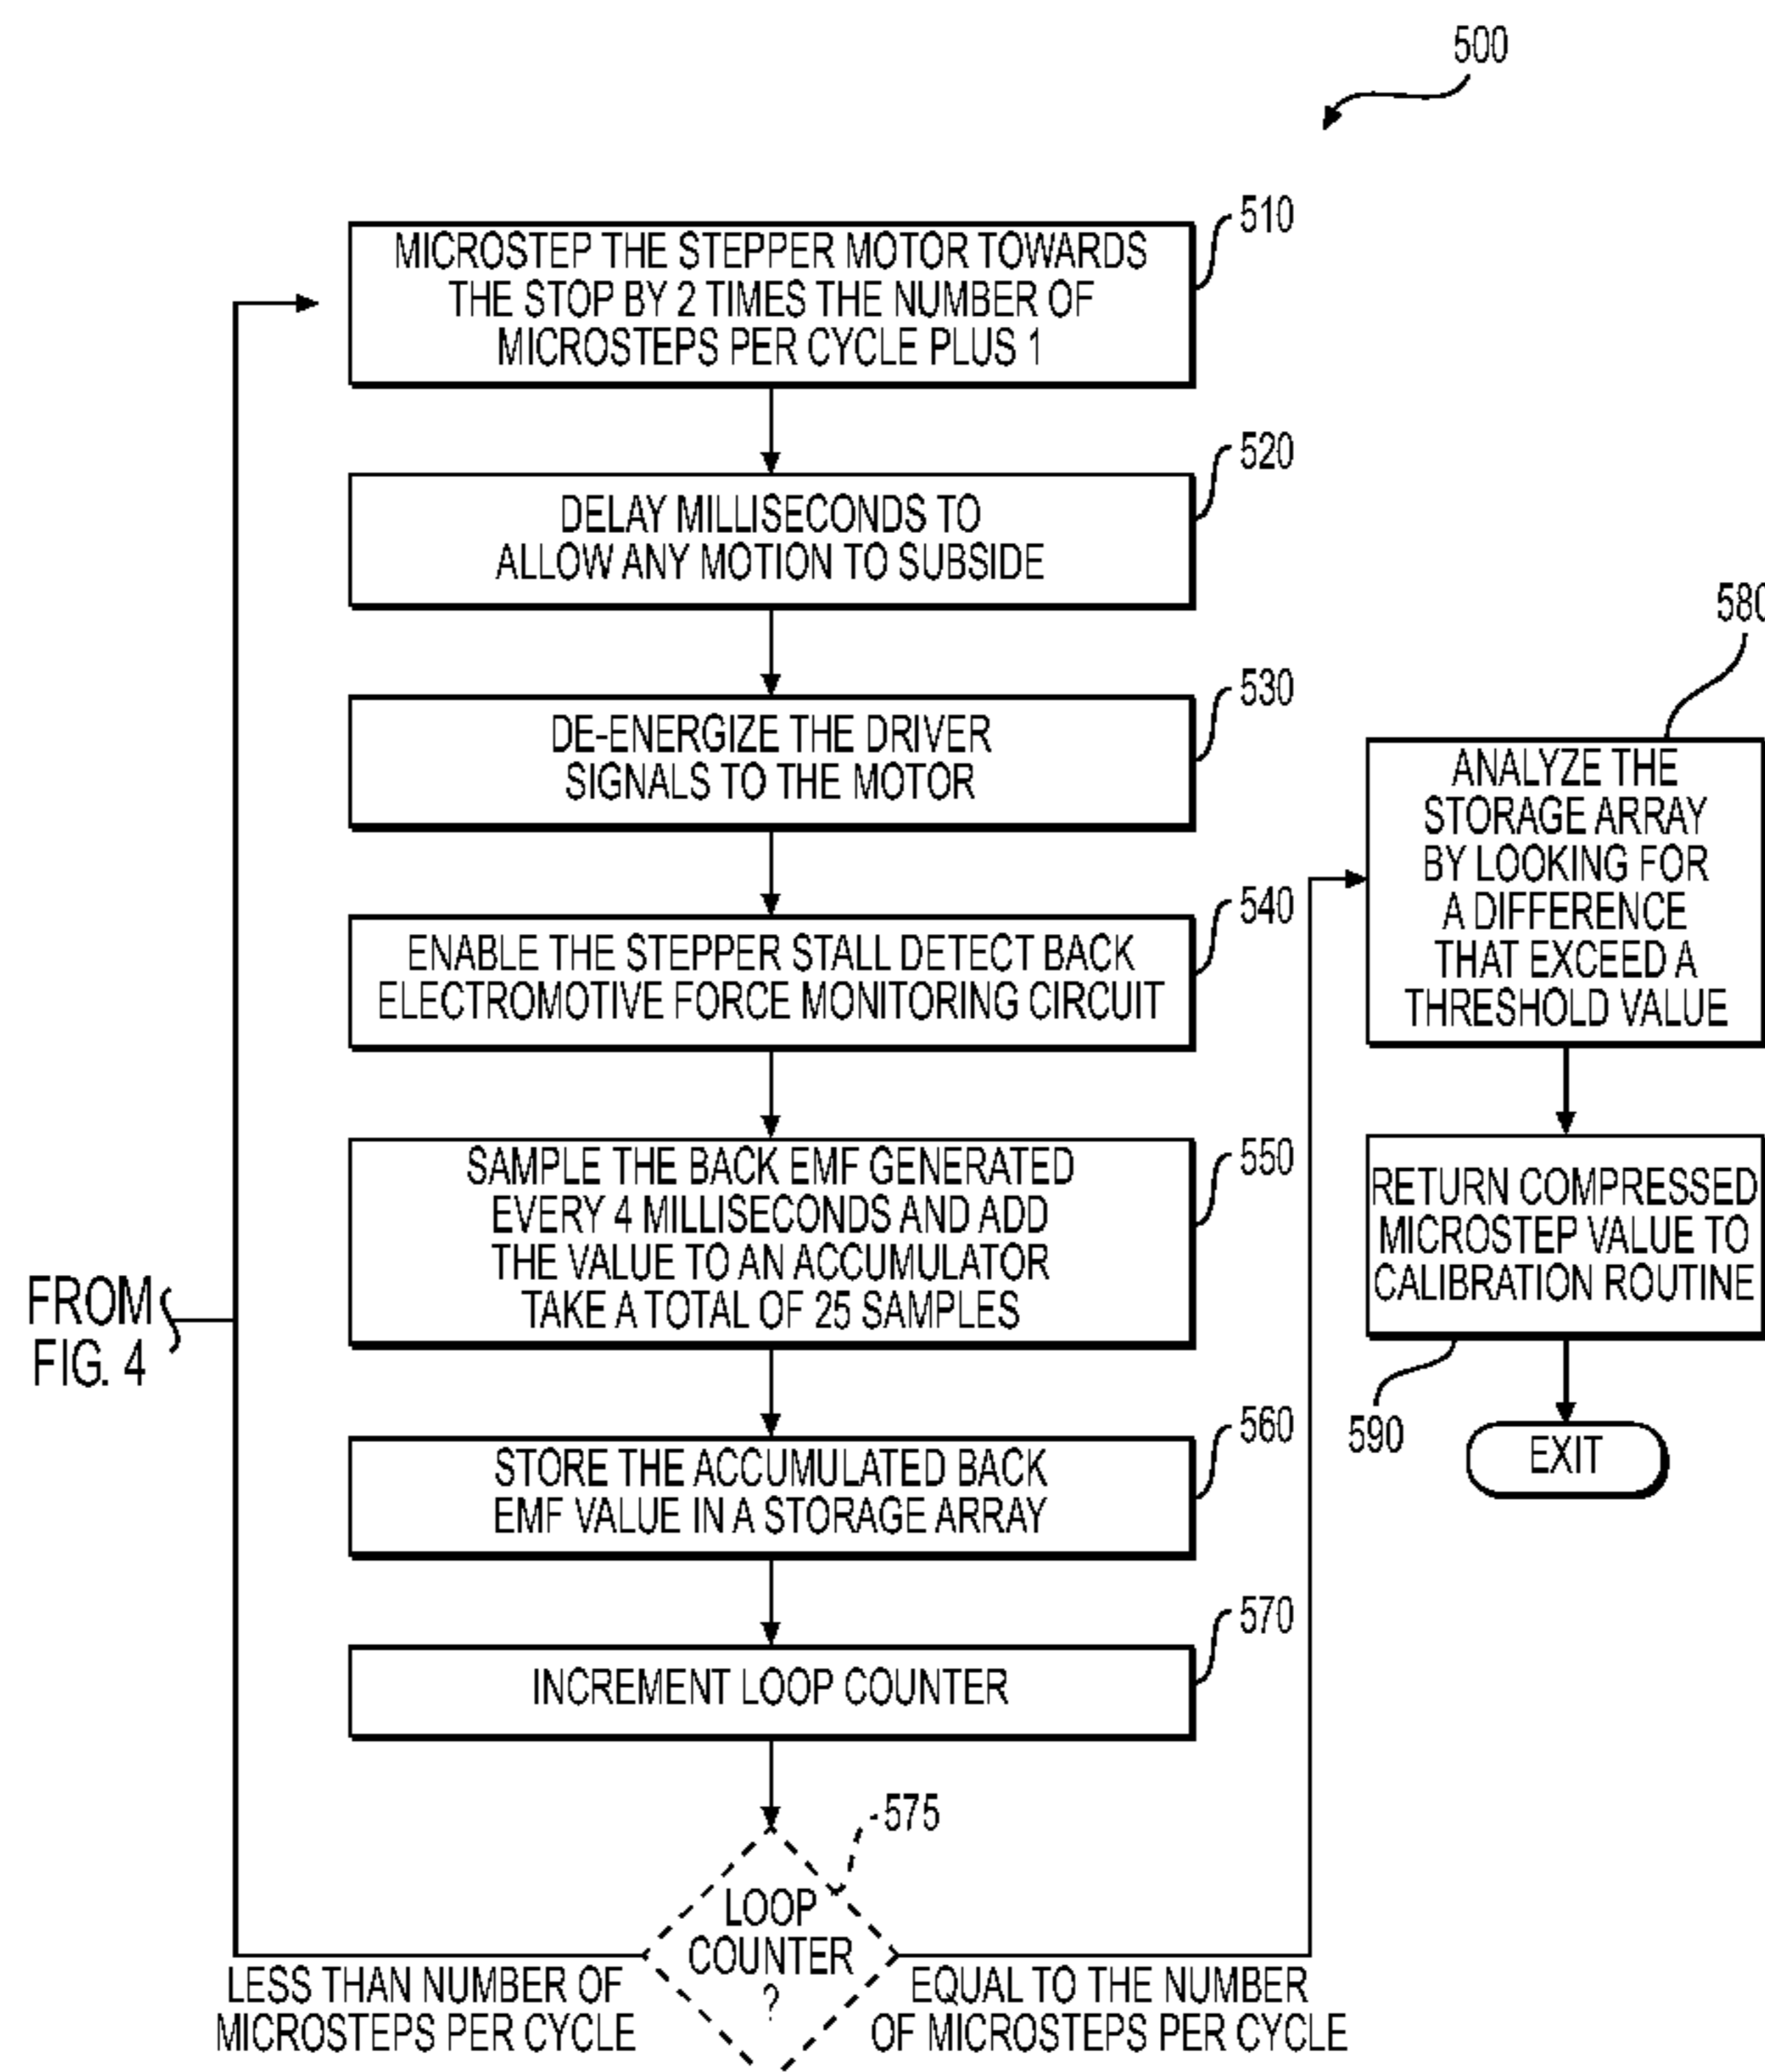 500
510
MICROSTEP THE STEPPER MOTOR TOWARDS
THE STOP BY 2 TIMES THE NUMBER OF
MICROSTEPS PER CYCLE PLUS 1
520
DELAY MILLISECONDS TO
ALLOW ANY MOTION TO SUBSIDE
530
DE-ENERGIZE THE DRIVER
SIGNALS TO THE MOTOR
540
ENABLE THE STEPPER STALL DETECT BACK
ELECTROMOTIVE FORCE MONITORING CIRCUIT
550
SAMPLE THE BACK EMF GENERATED
EVERY 4 MILLISECONDS AND ADD
THE VALUE TO AN ACCUMULATOR
TAKE A TOTAL OF 25 SAMPLES
FROM
FIG. 4
560
STORE THE ACCUMULATED BACK
EMF VALUE IN A STORAGE ARRAY
570
INCREMENT LOOP COUNTER
575
LOOP
COUNTER
?
LESS THAN NUMBER OF
MICROSTEPS PER CYCLE
EQUAL TO THE NUMBER
OF MICROSTEPS PER CYCLE
580
ANALYZE THE
STORAGE ARRAY
BY LOOKING FOR
A DIFFERENCE
THAT EXCEED A
THRESHOLD VALUE
RETURN COMPRESSED
MICROSTEP VALUE TO
CALIBRATION ROUTINE
590
EXIT